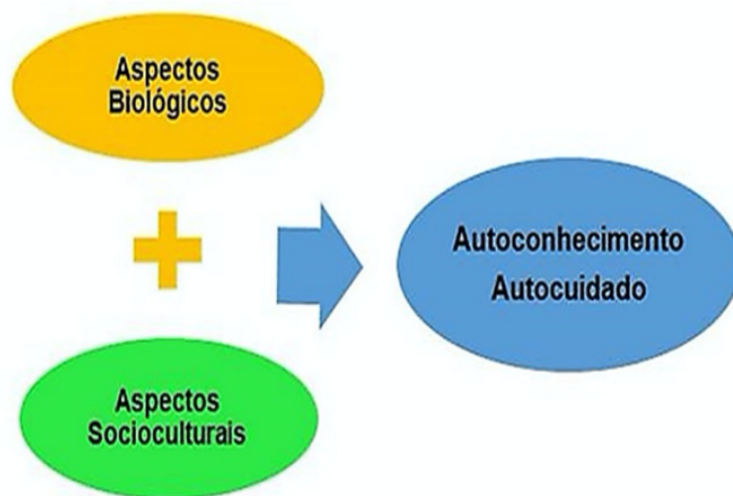 Aspectos
Biológicos
Autoconhecimento
Autocuidado
Aspectos
Socioculturais